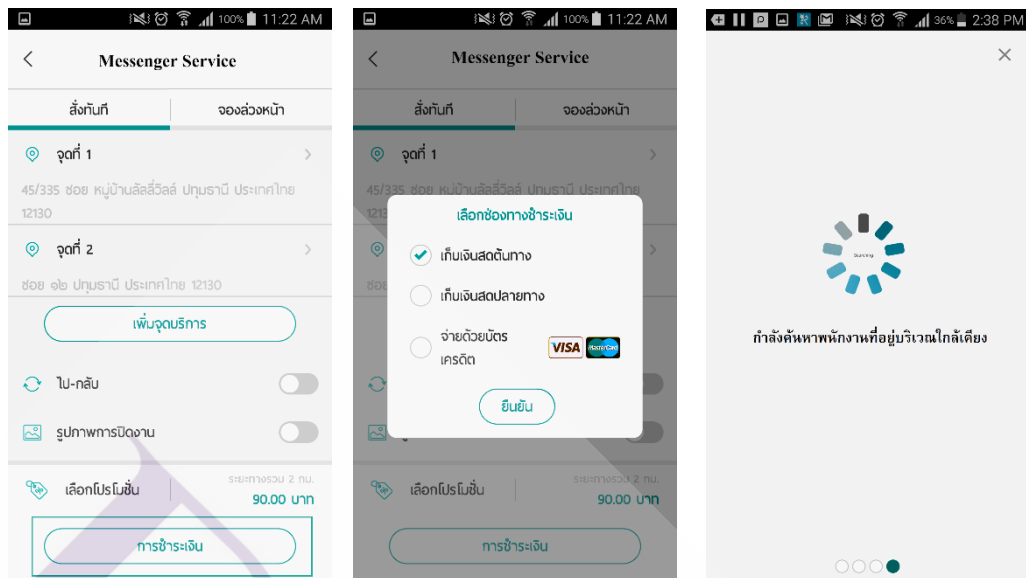 100% 11:22 AM
Messenger Service
สั่งทันที
จองล่วงหน้า
จุดที่ 1
45/335 ซอย หมู่บ้านลัลลี่วิลล์ ปทุมธานี ประเทศไทย
12130
จุดที่ 2
ซอย ๑๒ ปทุมธานี ประเทศไทย 12130
เพิ่มจุดบริการ
ไป-กลับ
รูปภาพการปิดงาน
เลือกโปรโมชั่น
ระยะทางรวม 2 กม.
90.00 บาท
การชำระเงิน
100% 11:22 AM
Messenger Service
สั่งทันที
จองล่วงหน้า
จุดที่ 1
45/335 ซอย หมู่บ้านลัลลี่วิลล์ ปทุมธานี ประเทศไทย
1213
เลือกช่องทางชำระเงิน
เก็บเงินสดต้นทาง
เก็บเงินสดปลายทาง
จ่ายด้วยบัตร
เครดิต
VISA MasterCard
ยืนยัน
เลือกโปรโมชั่น
ระยะทางรวม 2 กม.
90.00 บาท
การชำระเงิน
36% 2:38 PM
กำลังค้นหาพนักงานที่อยู่บริเวณใกล้เคียง